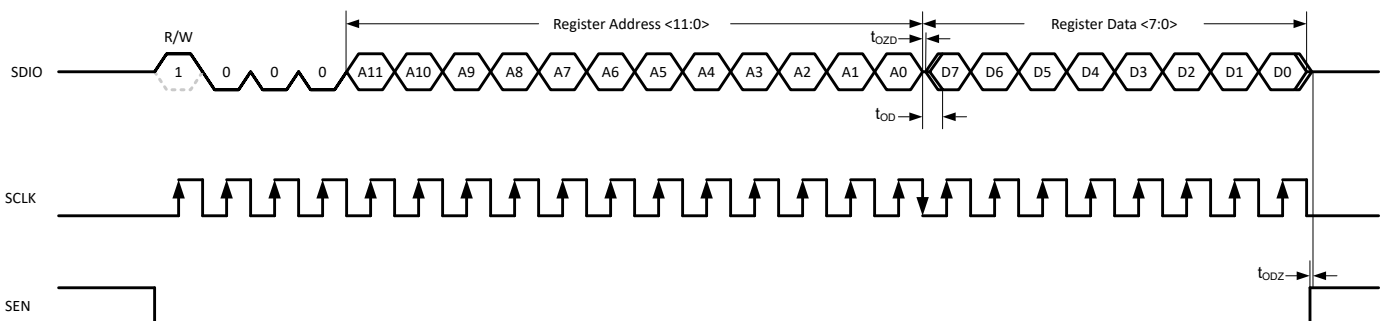 Register Address <11:0> Register Data <7:0>
R/W
tOZD
SDIO 1 0 0 0 A11 A10 A9 A8 A7 A6 A5 A4 A3 A2 A1 A0 D7 D6 D5 D4 D3 D2 D1 D0
tOD
SCLK
tODZ
SEN